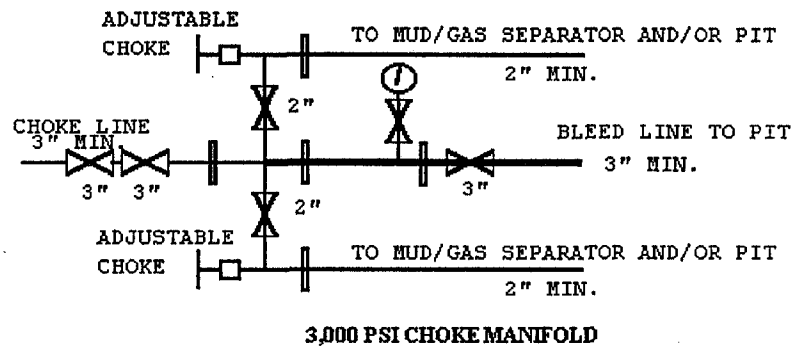 ADJUSTABLE
CHOKE
TO MUD/GAS SEPARATOR AND/OR PIT
2" MIN.
2"
CHOKE LINE
3" MIN.
3" 3"
BLEED LINE TO PIT
3" MIN.
3"
2"
ADJUSTABLE
CHOKE
TO MUD/GAS SEPARATOR AND/OR PIT
2" MIN.
3,000 PSI CHOKE MANIFOLD